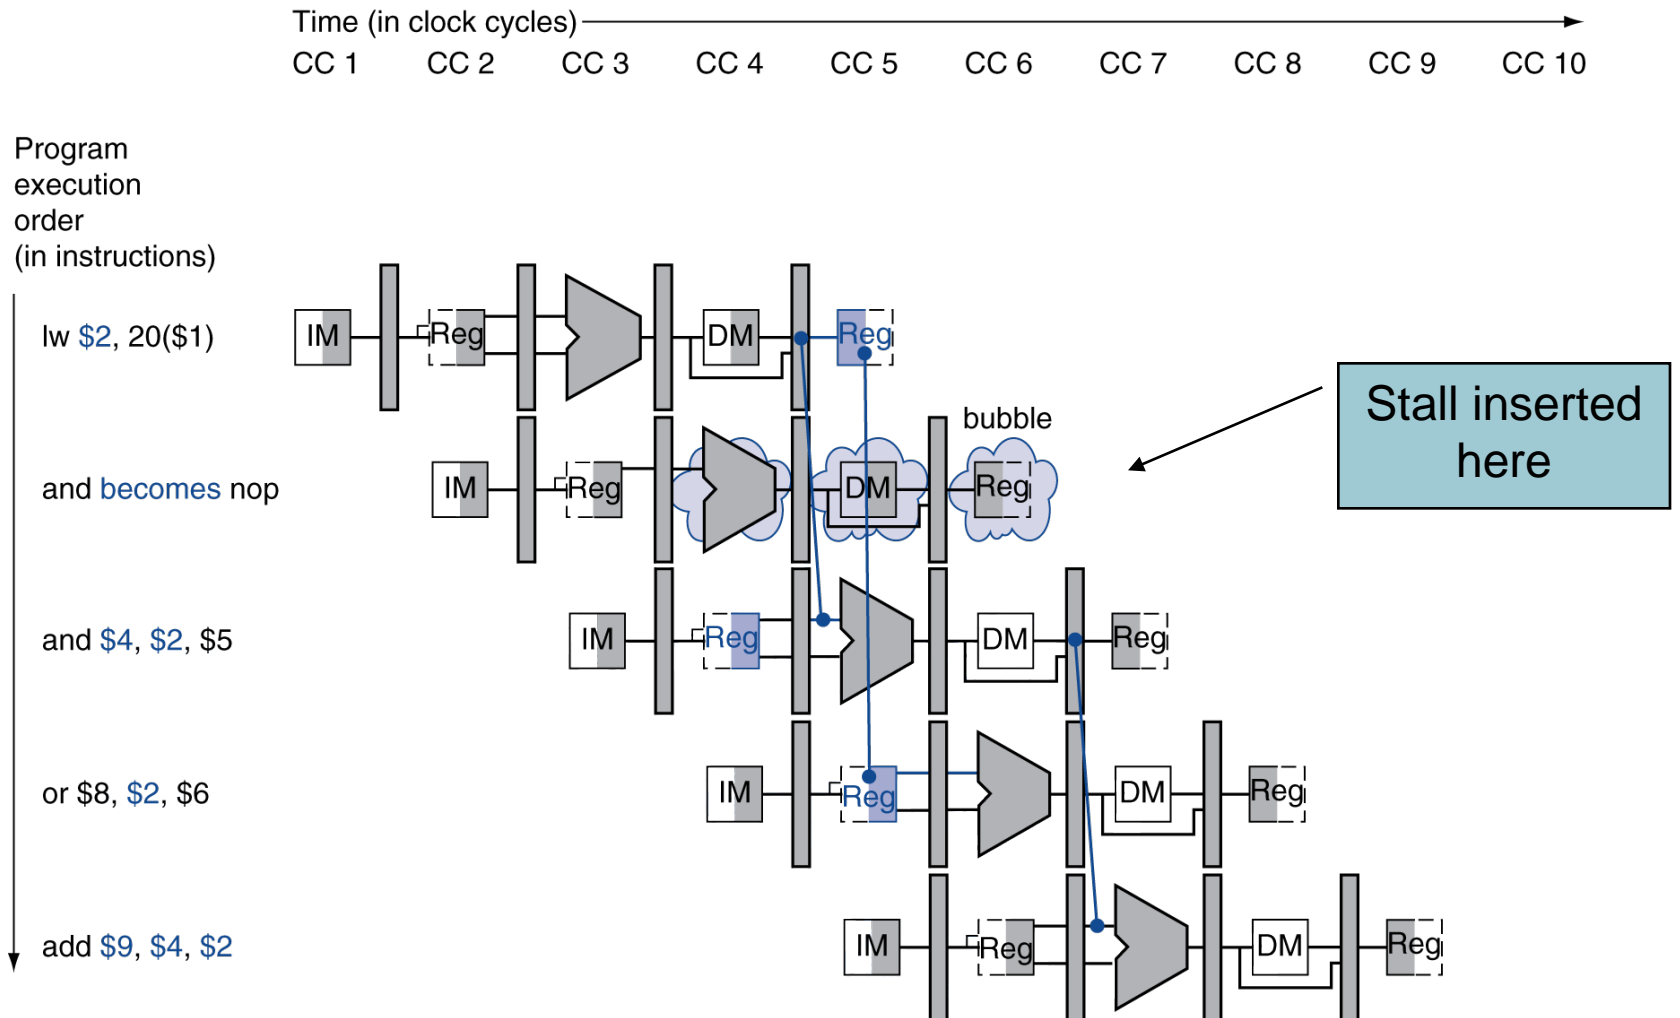 Time (in clock cycles)
CC 1 CC 2 CC 3 CC 4 CC 5 CC 6 CC 7 CC 8 CC 9 CC 10
Program
execution
order
(in instructions)
lw $2, 20($1)
IM Reg DM Reg
Stall inserted
here
bubble
and becomes nop
IM Reg DM Reg
and $4, $2, $5
IM Reg DM Reg
or $8, $2, $6
IM Reg DM Reg
add $9, $4, $2
IM Reg DM Reg